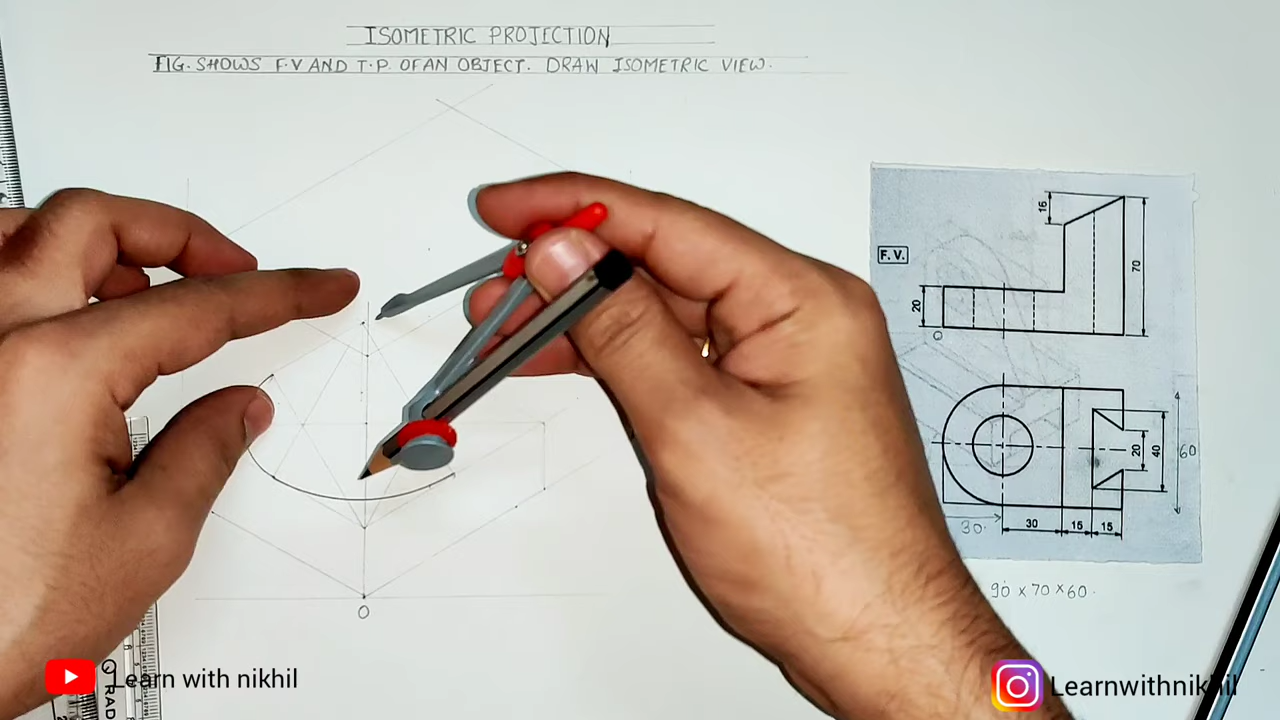 ISOMETRIC PROJECTION
FIG. SHOWS F.V AND T.P. OF AN OBJECT. DRAW ISOMETRIC VIEW.
16
F. V.
70
20
O
20
40
60
30
30
15
15
90 x 70 x 60.
O
Learn with nikhil
Learnwithnikhil